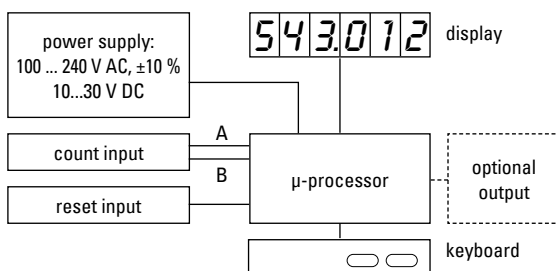 power supply:
100 ... 240 V AC, ±10 %
10...30 V DC
543.012
display
count input
A
B
reset input
µ-processor
optional
output
keyboard